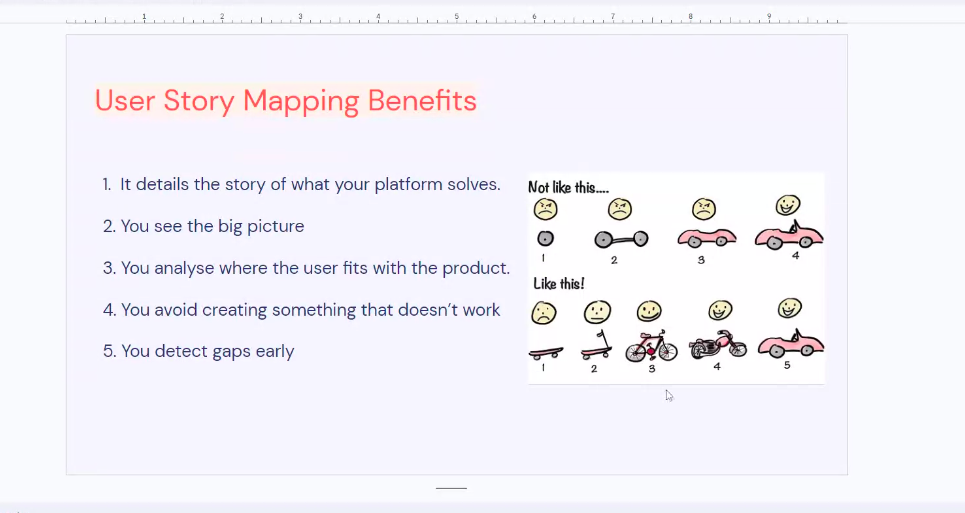 1 2 3 4 5 6 7 8 9
User Story Mapping Benefits
1. It details the story of what your platform solves.
2. You see the big picture
3. You analyse where the user fits with the product.
4. You avoid creating something that doesn't work
5. You detect gaps early
Not like this....
1 2 3 4
Like this!
1 2 3 4 5